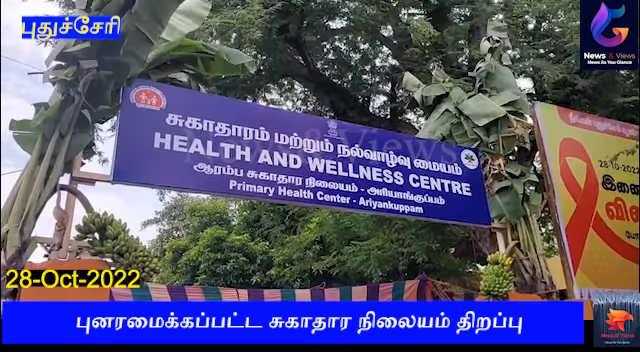 புதுச்சேரி
News & Views
News As You Glance
சுகாதாரம் மற்றும் நல்வாழ்வு மையம்
HEALTH AND WELLNESS CENTRE
ஆரம்ப சுகாதார நிலையம் - அரியாங்குப்பம்
Primary Health Center - Ariyankuppam
28-10-2022
28-Oct-2022
புனரமைக்கப்பட்ட சுகாதார நிலையம் திறப்பு